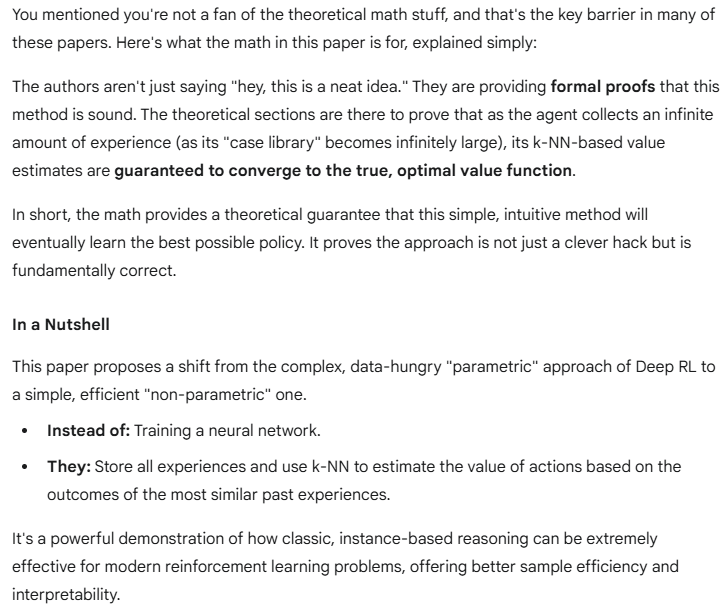 You mentioned you're not a fan of the theoretical math stuff, and that's the key barrier in many of
these papers. Here's what the math in this paper is for, explained simply:
The authors aren't just saying "hey, this is a neat idea." They are providing formal proofs that this
method is sound. The theoretical sections are there to prove that as the agent collects an infinite
amount of experience (as its "case library" becomes infinitely large), its k-NN-based value
estimates are guaranteed to converge to the true, optimal value function.
In short, the math provides a theoretical guarantee that this simple, intuitive method will
eventually learn the best possible policy. It proves the approach is not just a clever hack but is
fundamentally correct.
In a Nutshell
This paper proposes a shift from the complex, data-hungry "parametric" approach of Deep RL to
a simple, efficient "non-parametric" one.
• Instead of: Training a neural network.
• They: Store all experiences and use k-NN to estimate the value of actions based on the
outcomes of the most similar past experiences.
It's a powerful demonstration of how classic, instance-based reasoning can be extremely
effective for modern reinforcement learning problems, offering better sample efficiency and
interpretability.